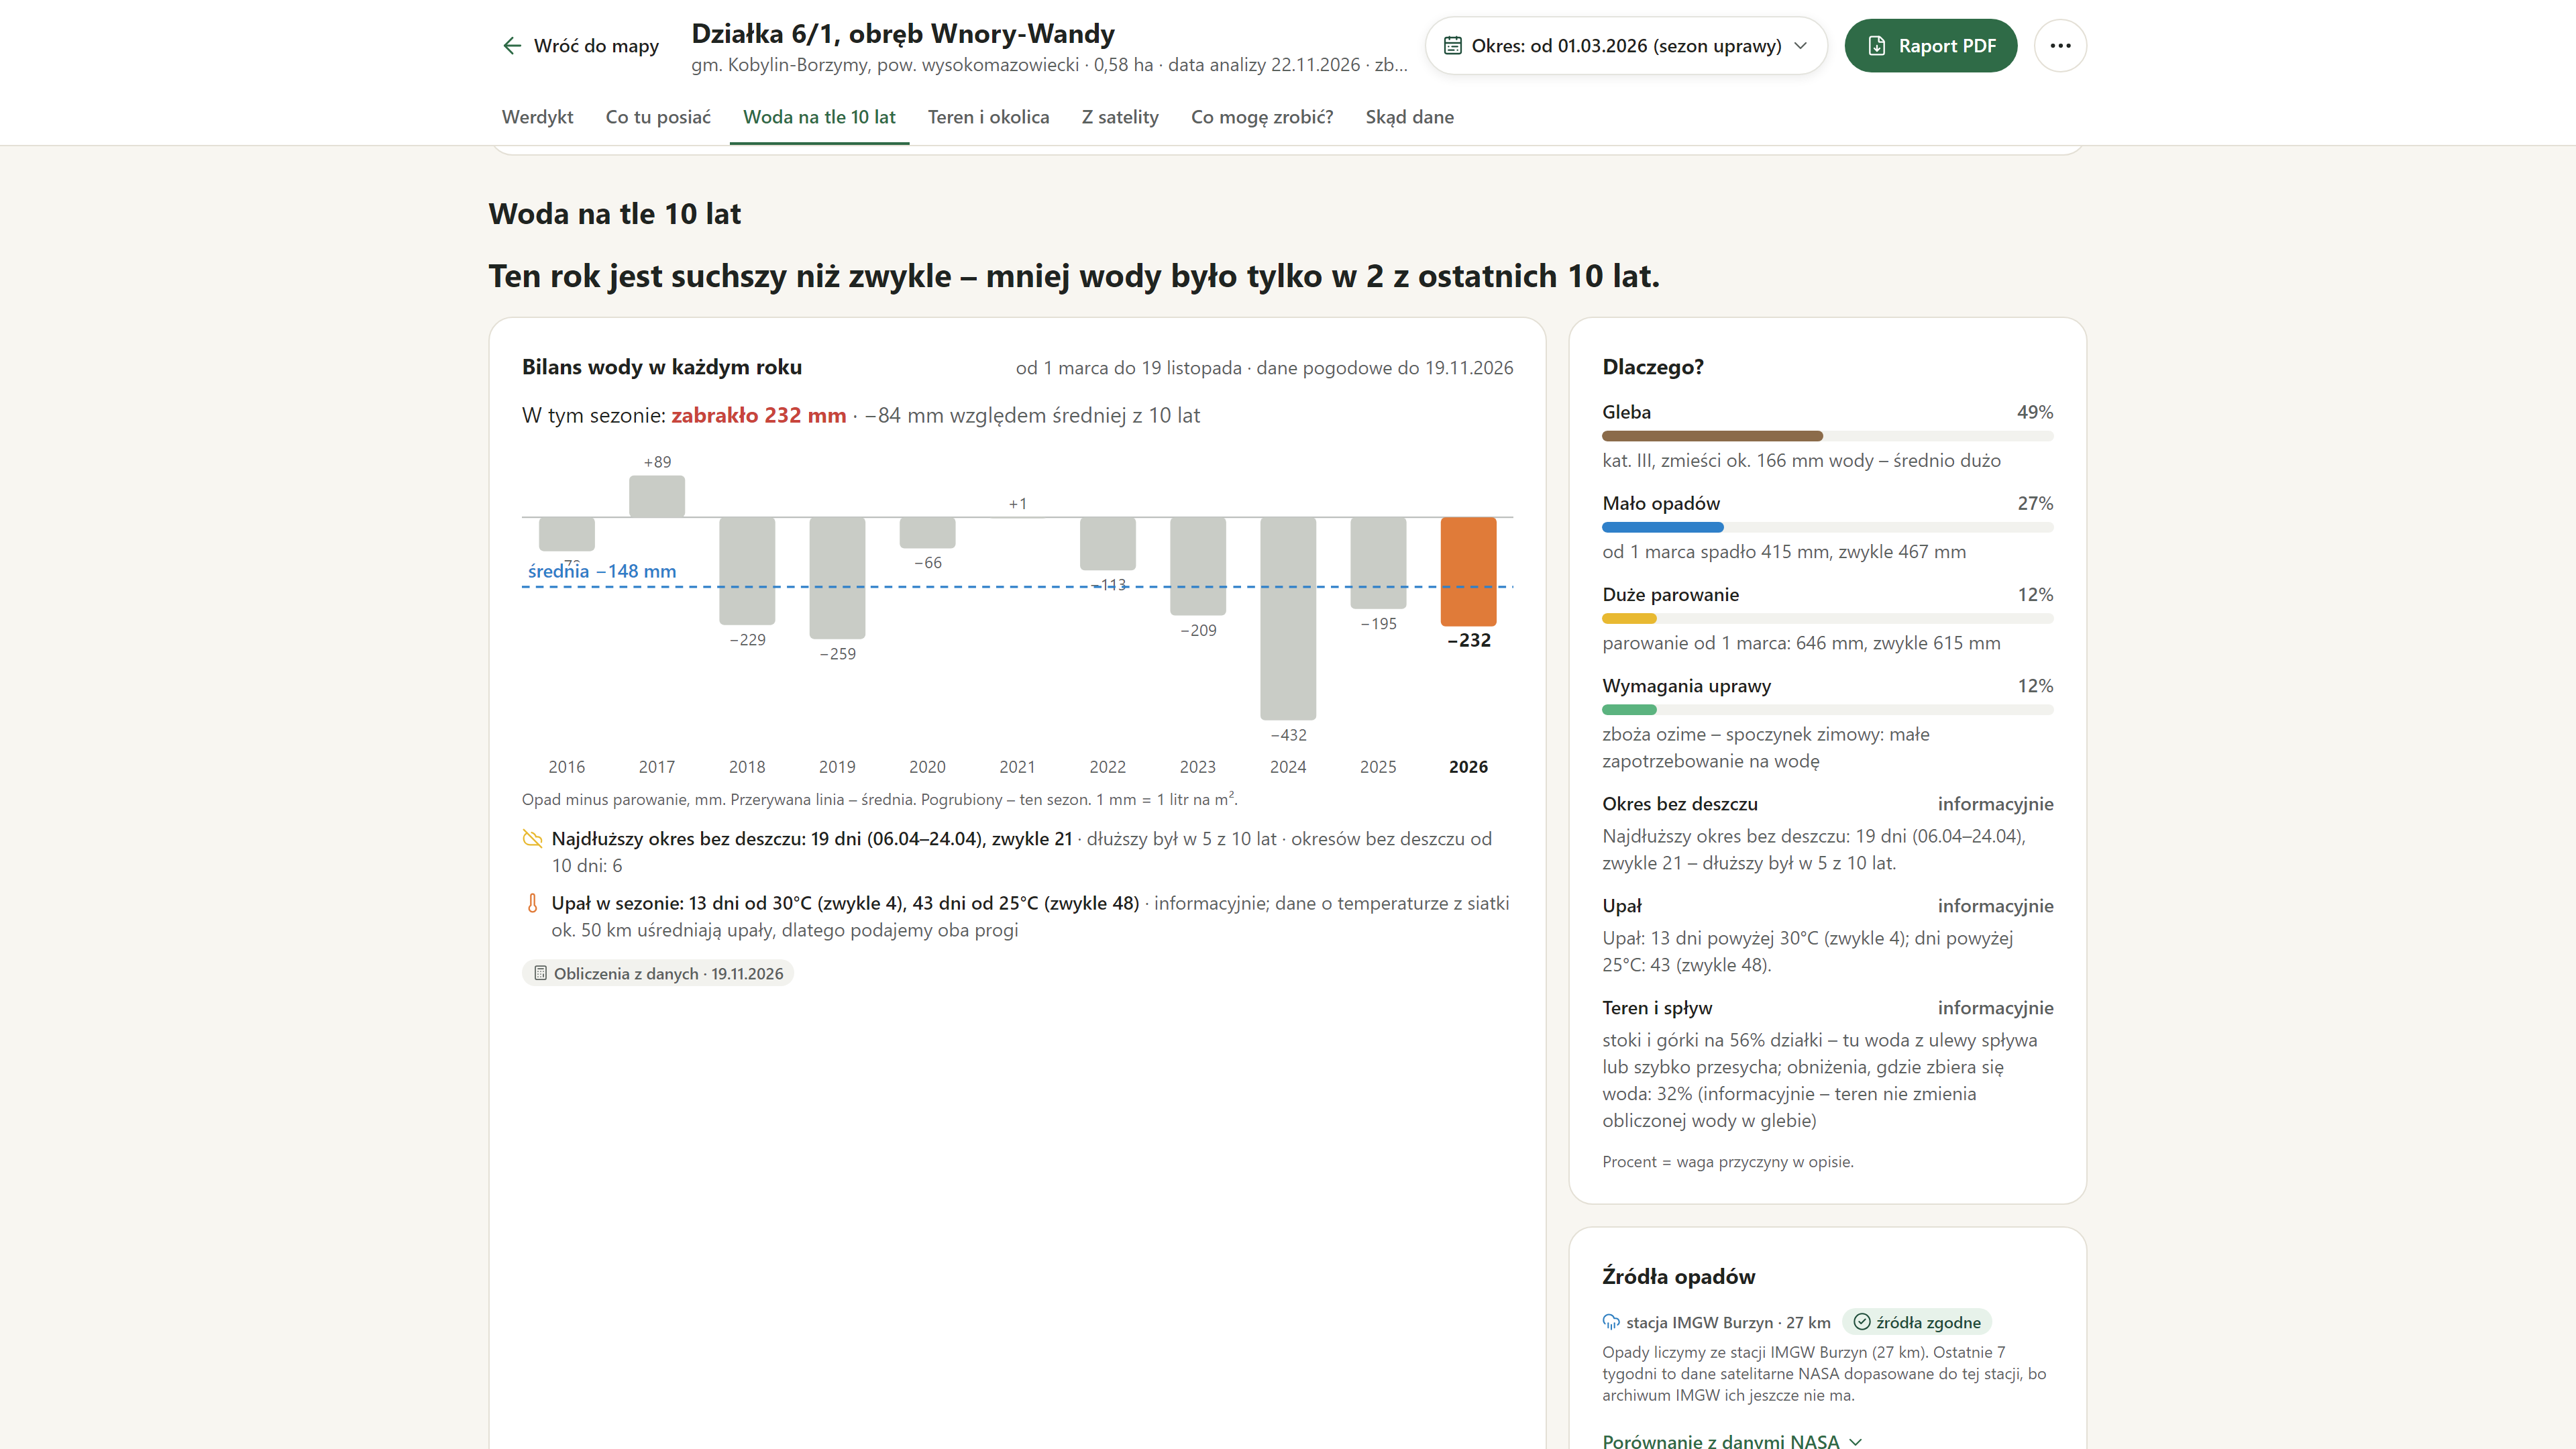 Wróć do mapy
Działka 6/1, obręb Wnory-Wandy
gm. Kobylin-Borzymy, pow. wysokomazowiecki · 0,58 ha · data analizy 22.11.2026 · zb...
Okres: od 01.03.2026 (sezon uprawy)
Raport PDF
Werdykt
Co tu posiać
Woda na tle 10 lat
Teren i okolica
Z satelity
Co mogę zrobić?
Skąd dane
Woda na tle 10 lat
Ten rok jest suchszy niż zwykle – mniej wody było tylko w 2 z ostatnich 10 lat.
Bilans wody w każdym roku
od 1 marca do 19 listopada · dane pogodowe do 19.11.2026
W tym sezonie: zabrakło 232 mm · −84 mm względem średniej z 10 lat
+89
+1
−66
średnia −148 mm
−113
−229
−259
−209
−195
−232
−432
2016 2017 2018 2019 2020 2021 2022 2023 2024 2025 2026
Opad minus parowanie, mm. Przerywana linia – średnia. Pogrubiony – ten sezon. 1 mm = 1 litr na m².
Najdłuższy okres bez deszczu: 19 dni (06.04–24.04), zwykle 21 · dłuższy był w 5 z 10 lat · okresów bez deszczu od
10 dni: 6
Upał w sezonie: 13 dni od 30°C (zwykle 4), 43 dni od 25°C (zwykle 48) · informacyjnie; dane o temperaturze z siatki
ok. 50 km uśredniają upały, dlatego podajemy oba progi
Obliczenia z danych · 19.11.2026
Dlaczego?
Gleba 49%
kat. III, zmieści ok. 166 mm wody – średnio dużo
Mało opadów 27%
od 1 marca spadło 415 mm, zwykle 467 mm
Duże parowanie 12%
parowanie od 1 marca: 646 mm, zwykle 615 mm
Wymagania uprawy 12%
zboża ozime – spoczynek zimowy: małe
zapotrzebowanie na wodę
Okres bez deszczu informacyjnie
Najdłuższy okres bez deszczu: 19 dni (06.04–24.04),
zwykle 21 – dłuższy był w 5 z 10 lat.
Upał informacyjnie
Upał: 13 dni powyżej 30°C (zwykle 4); dni powyżej
25°C: 43 (zwykle 48).
Teren i spływ informacyjnie
stoki i górki na 56% działki – tu woda z ulewy spływa
lub szybko przesycha; obniżenia, gdzie zbiera się
woda: 32% (informacyjnie – teren nie zmienia
obliczonej wody w glebie)
Procent = waga przyczyny w opisie.
Źródła opadów
stacja IMGW Burzyn · 27 km
źródła zgodne
Opady liczymy ze stacji IMGW Burzyn (27 km). Ostatnie 7
tygodni to dane satelitarne NASA dopasowane do tej stacji, bo
archiwum IMGW ich jeszcze nie ma.
Porównanie z danymi NASA